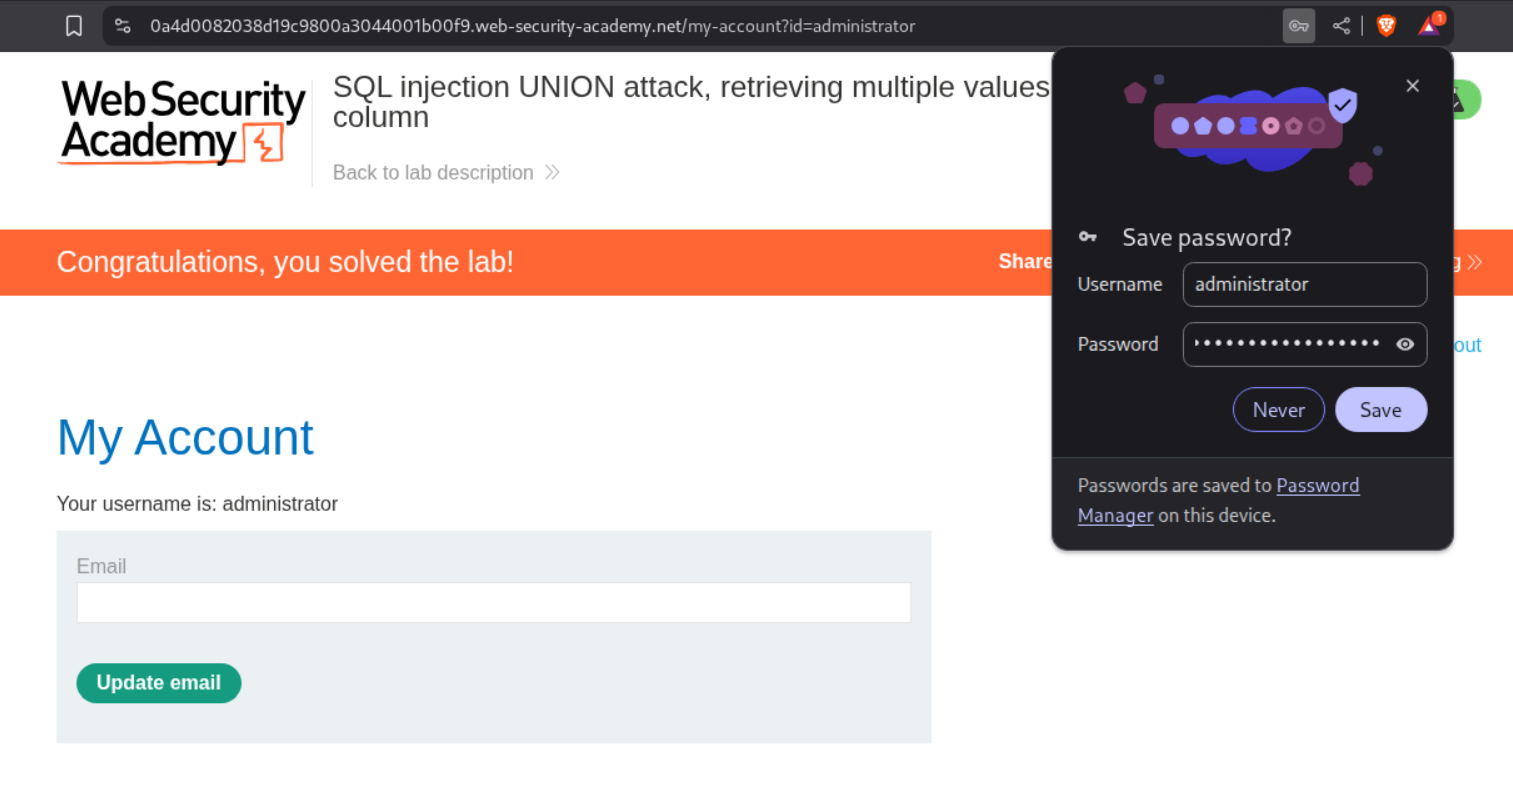 0a4d0082038d19c9800a3044001b00f9.web-security-academy.net/my-account?id=administrator
1
Web Security
Academy
SQL injection UNION attack, retrieving multiple values
column
Back to lab description
Congratulations, you solved the lab!
Share
g
out
My Account
Your username is: administrator
Email
Update email
Save password?
Username
administrator
Password
••••••••••••••••••
Never
Save
Passwords are saved to Password
Manager on this device.